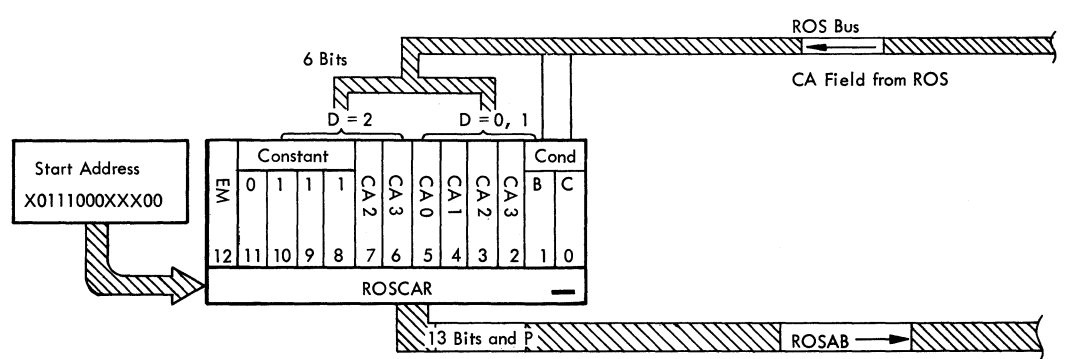 ROS Bus
6 Bits
CA Field from ROS
D = 2
D = 0, 1
Start Address
X0111000XXX00
Constant
Cond
EM
0
1
1
1
CA 2
CA 3
CA 0
CA 1
CA 2
CA 3
B
C
12 11 10 9 8 7 6 5 4 3 2 1 0
ROSCAR
13 Bits and P
ROSAB